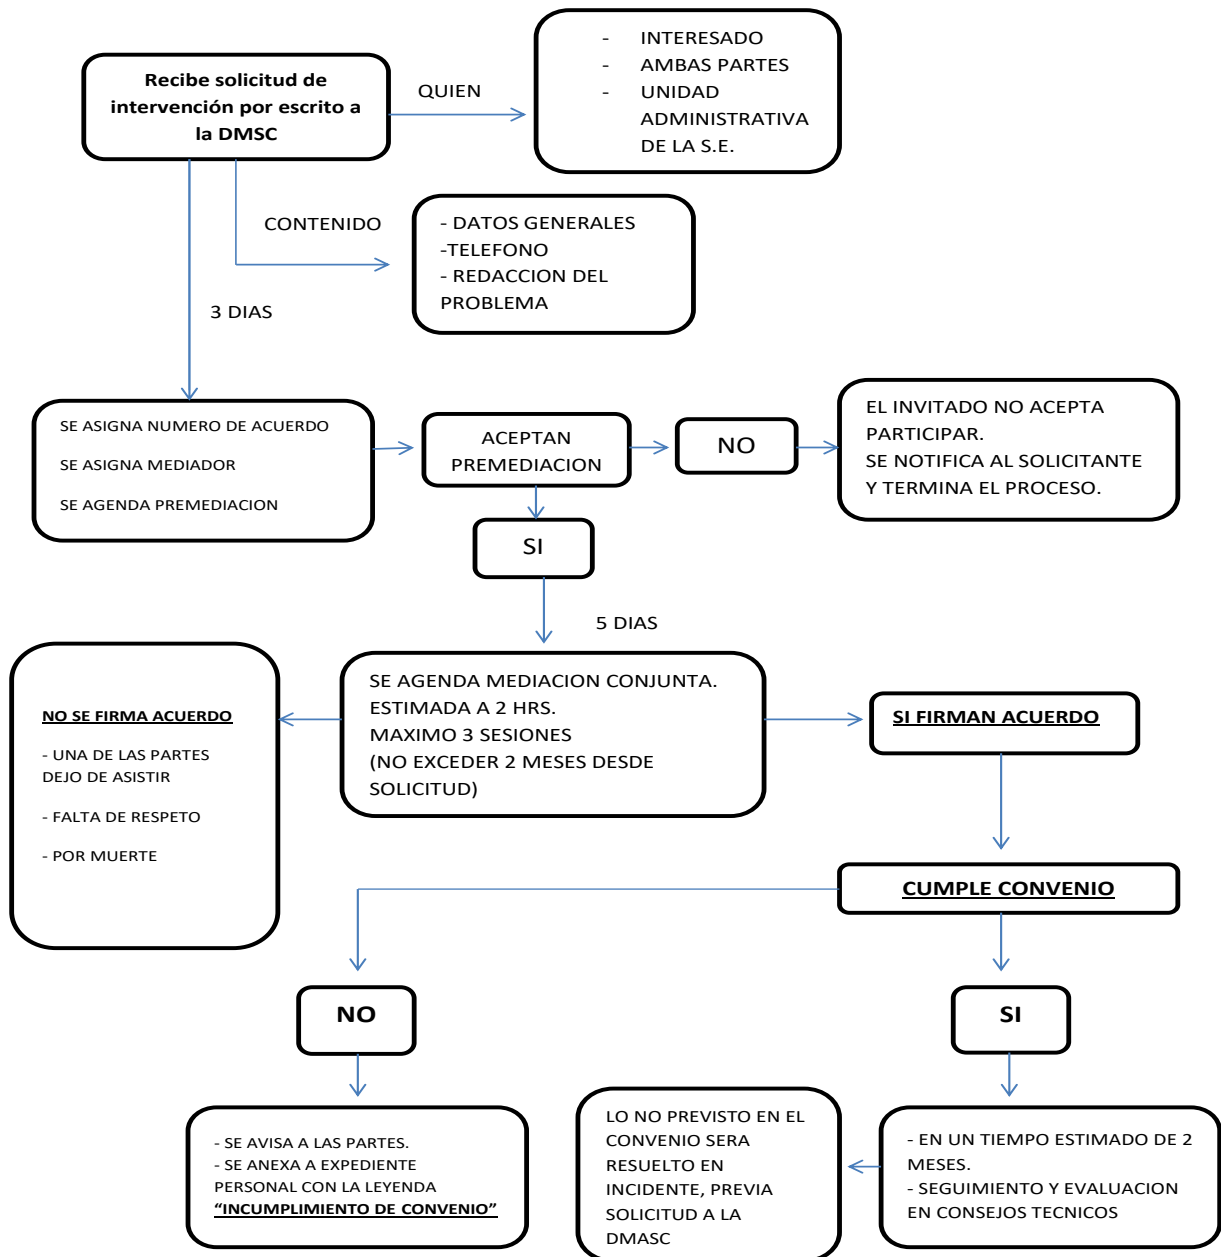 Recibe solicitud de
intervención por escrito a
la DMSC
QUIEN
- INTERESADO
- AMBAS PARTES
- UNIDAD
ADMINISTRATIVA
DE LA S.E.
CONTENIDO
- DATOS GENERALES
-TELEFONO
- REDACCION DEL
PROBLEMA
3 DIAS
SE ASIGNA NUMERO DE ACUERDO
SE ASIGNA MEDIADOR
SE AGENDA PREMEDIACION
ACEPTAN
PREMEDIACION
NO
EL INVITADO NO ACEPTA
PARTICIPAR.
SE NOTIFICA AL SOLICITANTE
Y TERMINA EL PROCESO.
SI
5 DIAS
NO SE FIRMA ACUERDO
- UNA DE LAS PARTES
DEJO DE ASISTIR
- FALTA DE RESPETO
- POR MUERTE
SE AGENDA MEDIACION CONJUNTA.
ESTIMADA A 2 HRS.
MAXIMO 3 SESIONES
(NO EXCEDER 2 MESES DESDE
SOLICITUD)
SI FIRMAN ACUERDO
CUMPLE CONVENIO
NO
SI
- SE AVISA A LAS PARTES.
- SE ANEXA A EXPEDIENTE
PERSONAL CON LA LEYENDA
“INCUMPLIMIENTO DE CONVENIO”
LO NO PREVISTO EN EL
CONVENIO SERA
RESUELTO EN
INCIDENTE, PREVIA
SOLICITUD A LA
DMASC
- EN UN TIEMPO ESTIMADO DE 2
MESES.
- SEGUIMIENTO Y EVALUACION
EN CONSEJOS TECNICOS